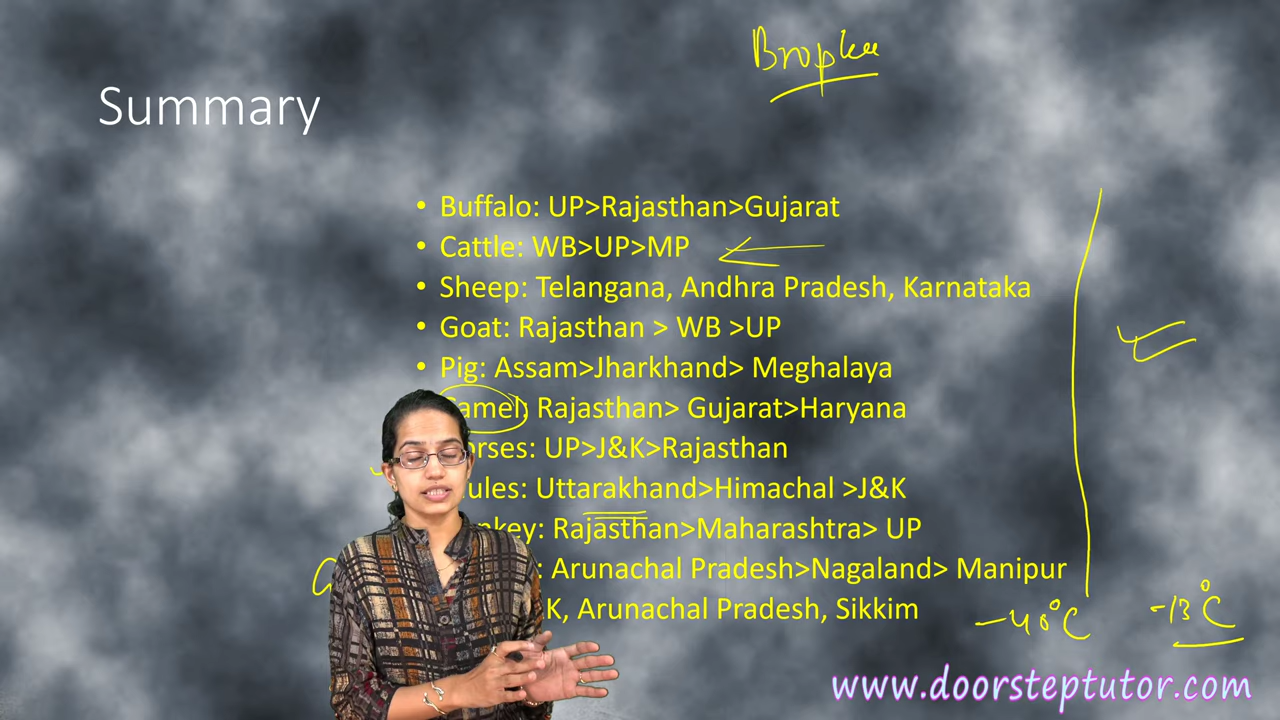 Bropka
Summary
• Buffalo: UP>Rajasthan>Gujarat
• Cattle: WB>UP>MP
• Sheep: Telangana, Andhra Pradesh, Karnataka
• Goat: Rajasthan > WB >UP
• Pig: Assam>Jharkhand> Meghalaya
Camel: Rajasthan> Gujarat>Haryana
UP>J&K>Rajasthan
Uttarakhand>Himachal >J&K
Rajasthan>Maharashtra> UP
: Arunachal Pradesh>Nagaland> Manipur
K, Arunachal Pradesh, Sikkim
-40°C
-13°C
www.doorsteptutor.com